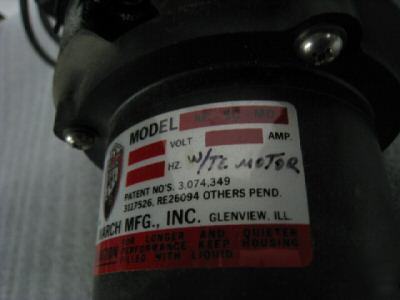 MODEL
VOLT AMP.
HZ. W/TE MOTOR
PATENT NO'S. 3,074,349
3117526. RE26094 OTHERS PEND.
MARCH MFG., INC. GLENVIEW, ILL.
FOR LONGER AND QUIETER
PERFORMANCE KEEP HOUSING
FILLED WITH LIQUID